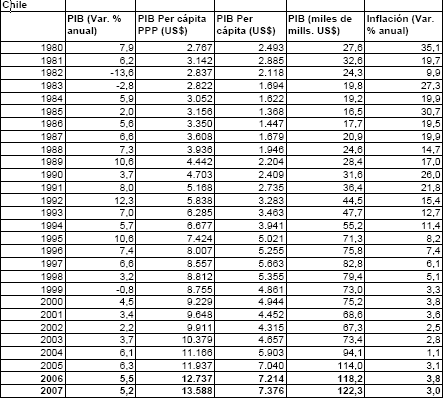 Chile
PIB (Var. % anual) PIB Per cápita PPP (US$) PIB Per cápita (US$) PIB (miles de mills. US$) Inflación (Var. % anual)
1980 7,9 2.767 2.493 27,6 35,1
1981 6,2 3.142 2.885 32,6 19,7
1982 -13,6 2.837 2.118 24,3 9,9
1983 -2,8 2.822 1.694 19,8 27,3
1984 5,9 3.052 1.622 19,2 19,9
1985 2,0 3.156 1.368 16,5 30,7
1986 5,6 3.350 1.447 17,7 19,5
1987 6,6 3.608 1.679 20,9 19,9
1988 7,3 3.936 1.946 24,6 14,7
1989 10,6 4.442 2.204 28,4 17,0
1990 3,7 4.703 2.409 31,6 26,0
1991 8,0 5.168 2.735 36,4 21,8
1992 12,3 5.838 3.283 44,5 15,4
1993 7,0 6.285 3.463 47,7 12,7
1994 5,7 6.677 3.941 55,2 11,4
1995 10,6 7.424 5.021 71,3 8,2
1996 7,4 8.007 5.255 75,8 7,4
1997 6,6 8.557 5.663 82,8 6,1
1998 3,2 8.812 5.355 79,4 5,1
1999 -0,8 8.755 4.861 73,0 3,3
2000 4,5 9.229 4.944 75,2 3,8
2001 3,4 9.648 4.452 68,6 3,6
2002 2,2 9.911 4.315 67,3 2,5
2003 3,7 10.379 4.657 73,4 2,8
2004 6,1 11.166 5.903 94,1 1,1
2005 6,3 11.937 7.040 114,0 3,1
2006 5,5 12.737 7.214 118,2 3,8
2007 5,2 13.588 7.376 122,3 3,0